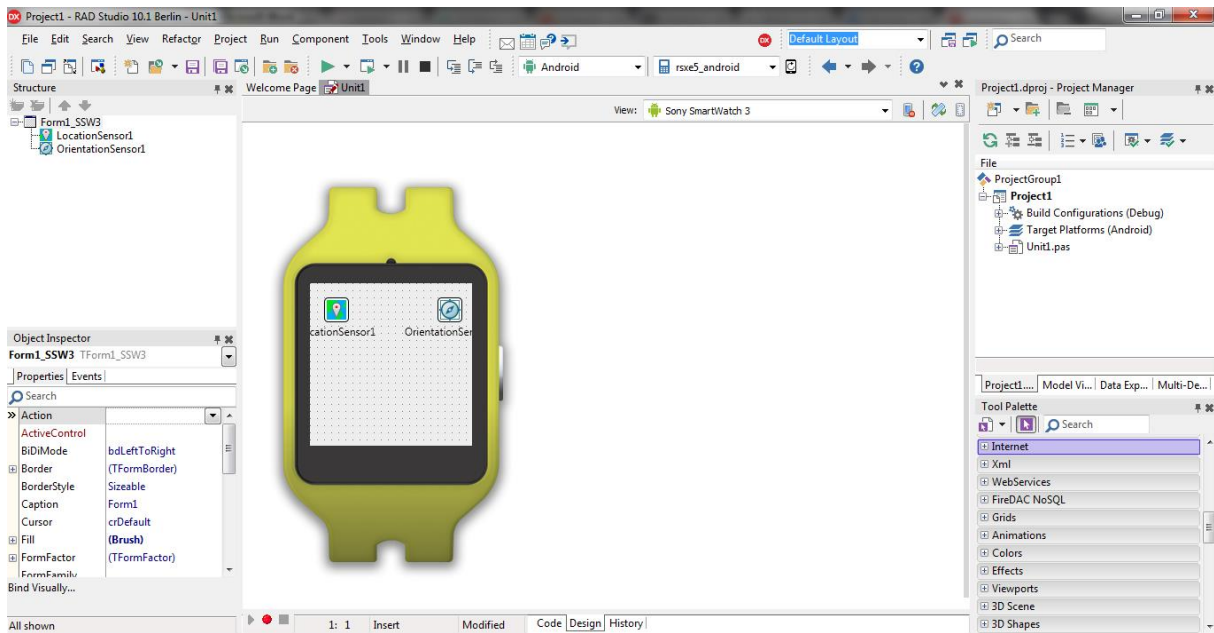 Project1 - RAD Studio 10.1 Berlin - Unit1
File Edit Search View Refactor Project Run Component Tools Window Help
Default Layout
Search
Android
rsxe5_android
Structure
Form1_SSW3
LocationSensor1
OrientationSensor1
Welcome Page Unit1
View: Sony SmartWatch 3
cationSensor1 OrientationSer
Object Inspector
Form1_SSW3 TForm1_SSW3
Properties Events
Search
Action
ActiveControl
BiDiMode bdLeftToRight
Border (TFormBorder)
BorderStyle Sizeable
Caption Form1
Cursor crDefault
Fill (Brush)
FormFactor (TFormFactor)
FormFamily
Bind Visually...
All shown
1: 1 Insert Modified Code Design History
Project1.dproj - Project Manager
File
ProjectGroup1
Project1
Build Configurations (Debug)
Target Platforms (Android)
Unit1.pas
Project1.... Model Vi... Data Exp... Multi-De...
Tool Palette
Search
Internet
Xml
WebServices
FireDAC NoSQL
Grids
Animations
Colors
Effects
Viewports
3D Scene
3D Shapes